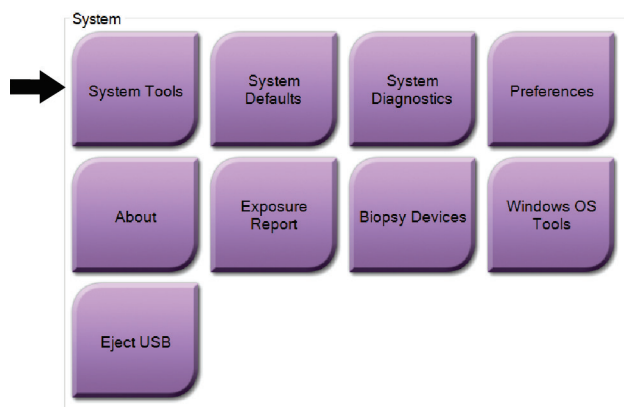 System
System Tools
System
Defaults
System
Diagnostics
Preferences
About
Exposure
Report
Biopsy Devices
Windows OS
Tools
Eject USB